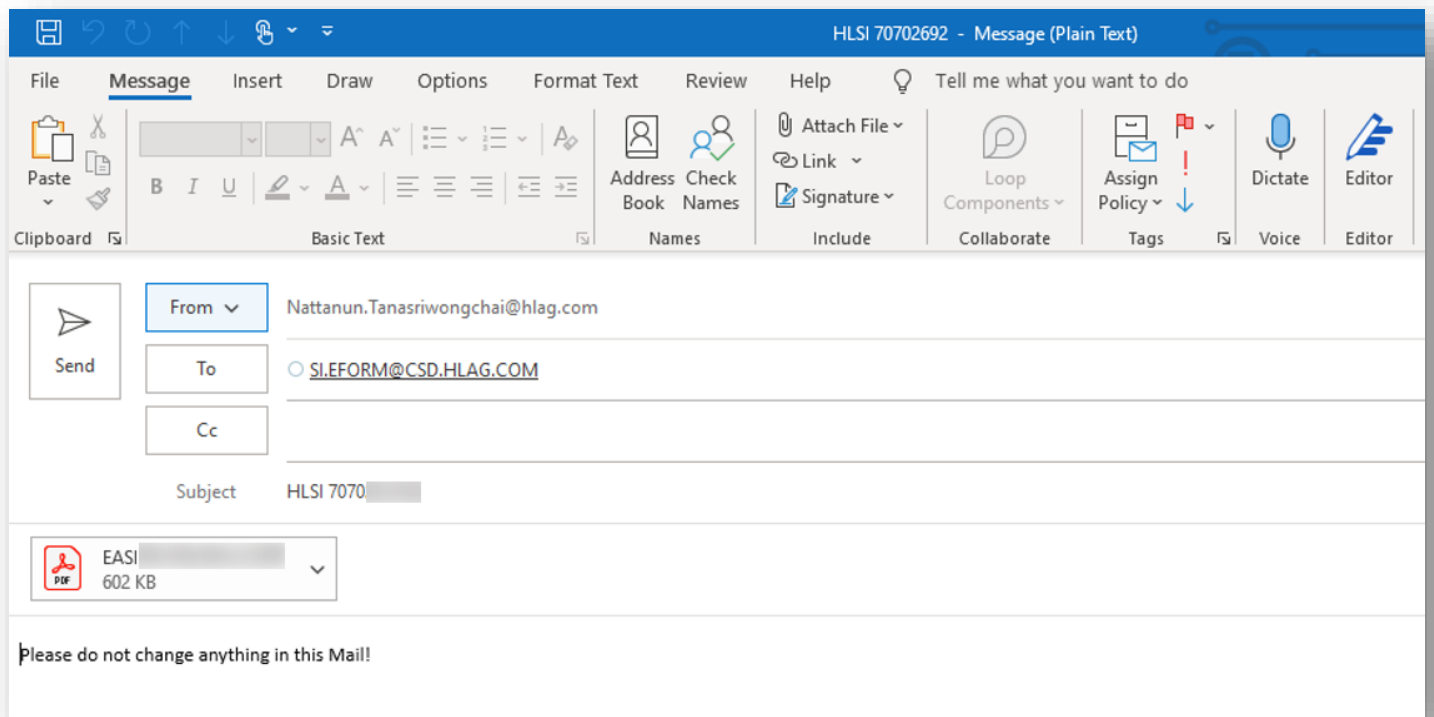 HLSI 70702692 - Message (Plain Text)
File Message Insert Draw Options Format Text Review Help Tell me what you want to do
Paste
Clipboard
Basic Text
Address Book
Check Names
Names
Attach File
Link
Signature
Include
Loop Components
Collaborate
Assign Policy
Tags
Dictate
Voice
Editor
Editor
Send
From Nattanun.Tanasriwongchai@hlag.com
To SI.EFORM@CSD.HLAG.COM
Cc
Subject HLSI 7070
PDF
EASI
602 KB
Please do not change anything in this Mail!